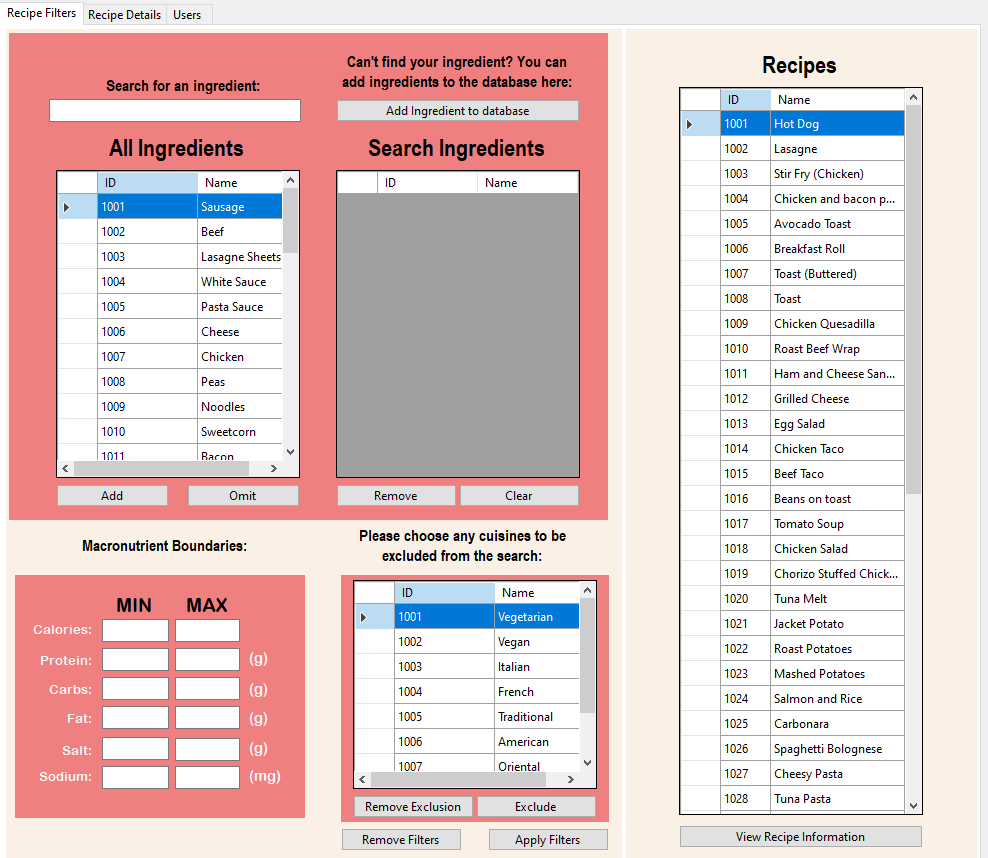 Recipe Filters Recipe Details Users
Search for an ingredient:
Can't find your ingredient? You can
add ingredients to the database here:
Add Ingredient to database
All Ingredients
ID Name
1001 Sausage
1002 Beef
1003 Lasagne Sheets
1004 White Sauce
1005 Pasta Sauce
1006 Cheese
1007 Chicken
1008 Peas
1009 Noodles
1010 Sweetcorn
1011 Bacon
Add Omit
Search Ingredients
ID Name
Remove Clear
Macronutrient Boundaries:
MIN MAX
Calories:
Protein: (g)
Carbs: (g)
Fat: (g)
Salt: (g)
Sodium: (mg)
Please choose any cuisines to be
excluded from the search:
ID Name
1001 Vegetarian
1002 Vegan
1003 Italian
1004 French
1005 Traditional
1006 American
1007 Oriental
Remove Exclusion Exclude
Remove Filters Apply Filters
Recipes
ID Name
1001 Hot Dog
1002 Lasagne
1003 Stir Fry (Chicken)
1004 Chicken and bacon p...
1005 Avocado Toast
1006 Breakfast Roll
1007 Toast (Buttered)
1008 Toast
1009 Chicken Quesadilla
1010 Roast Beef Wrap
1011 Ham and Cheese San...
1012 Grilled Cheese
1013 Egg Salad
1014 Chicken Taco
1015 Beef Taco
1016 Beans on toast
1017 Tomato Soup
1018 Chicken Salad
1019 Chorizo Stuffed Chick...
1020 Tuna Melt
1021 Jacket Potato
1022 Roast Potatoes
1023 Mashed Potatoes
1024 Salmon and Rice
1025 Carbonara
1026 Spaghetti Bolognese
1027 Cheesy Pasta
1028 Tuna Pasta
View Recipe Information